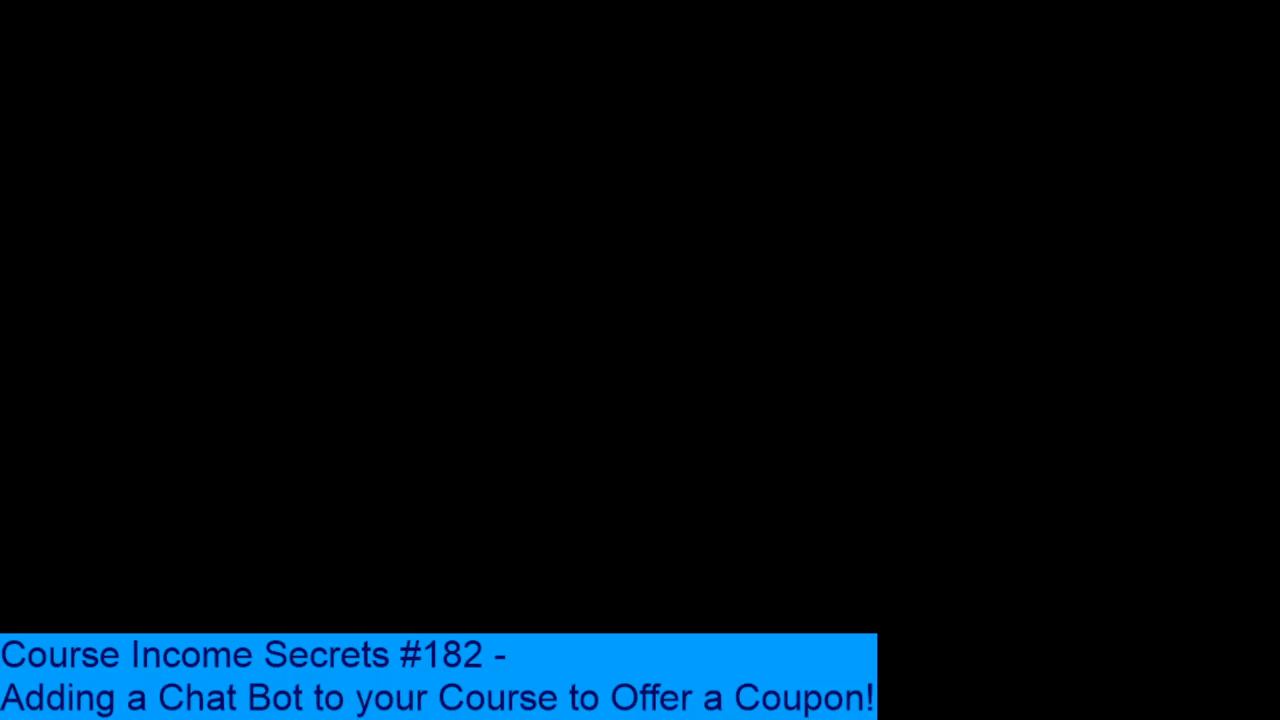 Course Income Secrets #182 -
Adding a Chat Bot to your Course to Offer a Coupon!